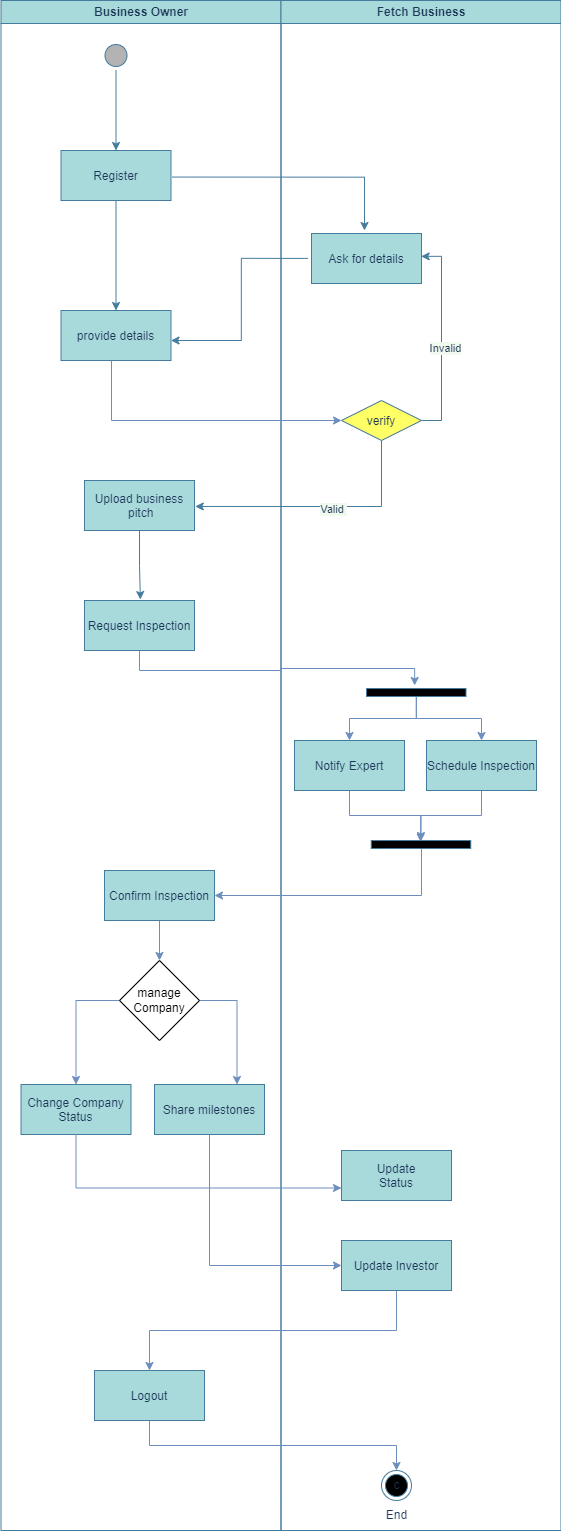 Business Owner
Fetch Business
Register
Ask for details
provide details
Invalid
verify
Upload business
pitch
Valid
Request Inspection
Notify Expert
Schedule Inspection
Confirm Inspection
manage
Company
Change Company
Status
Share milestones
Update
Status
Update Investor
Logout
End